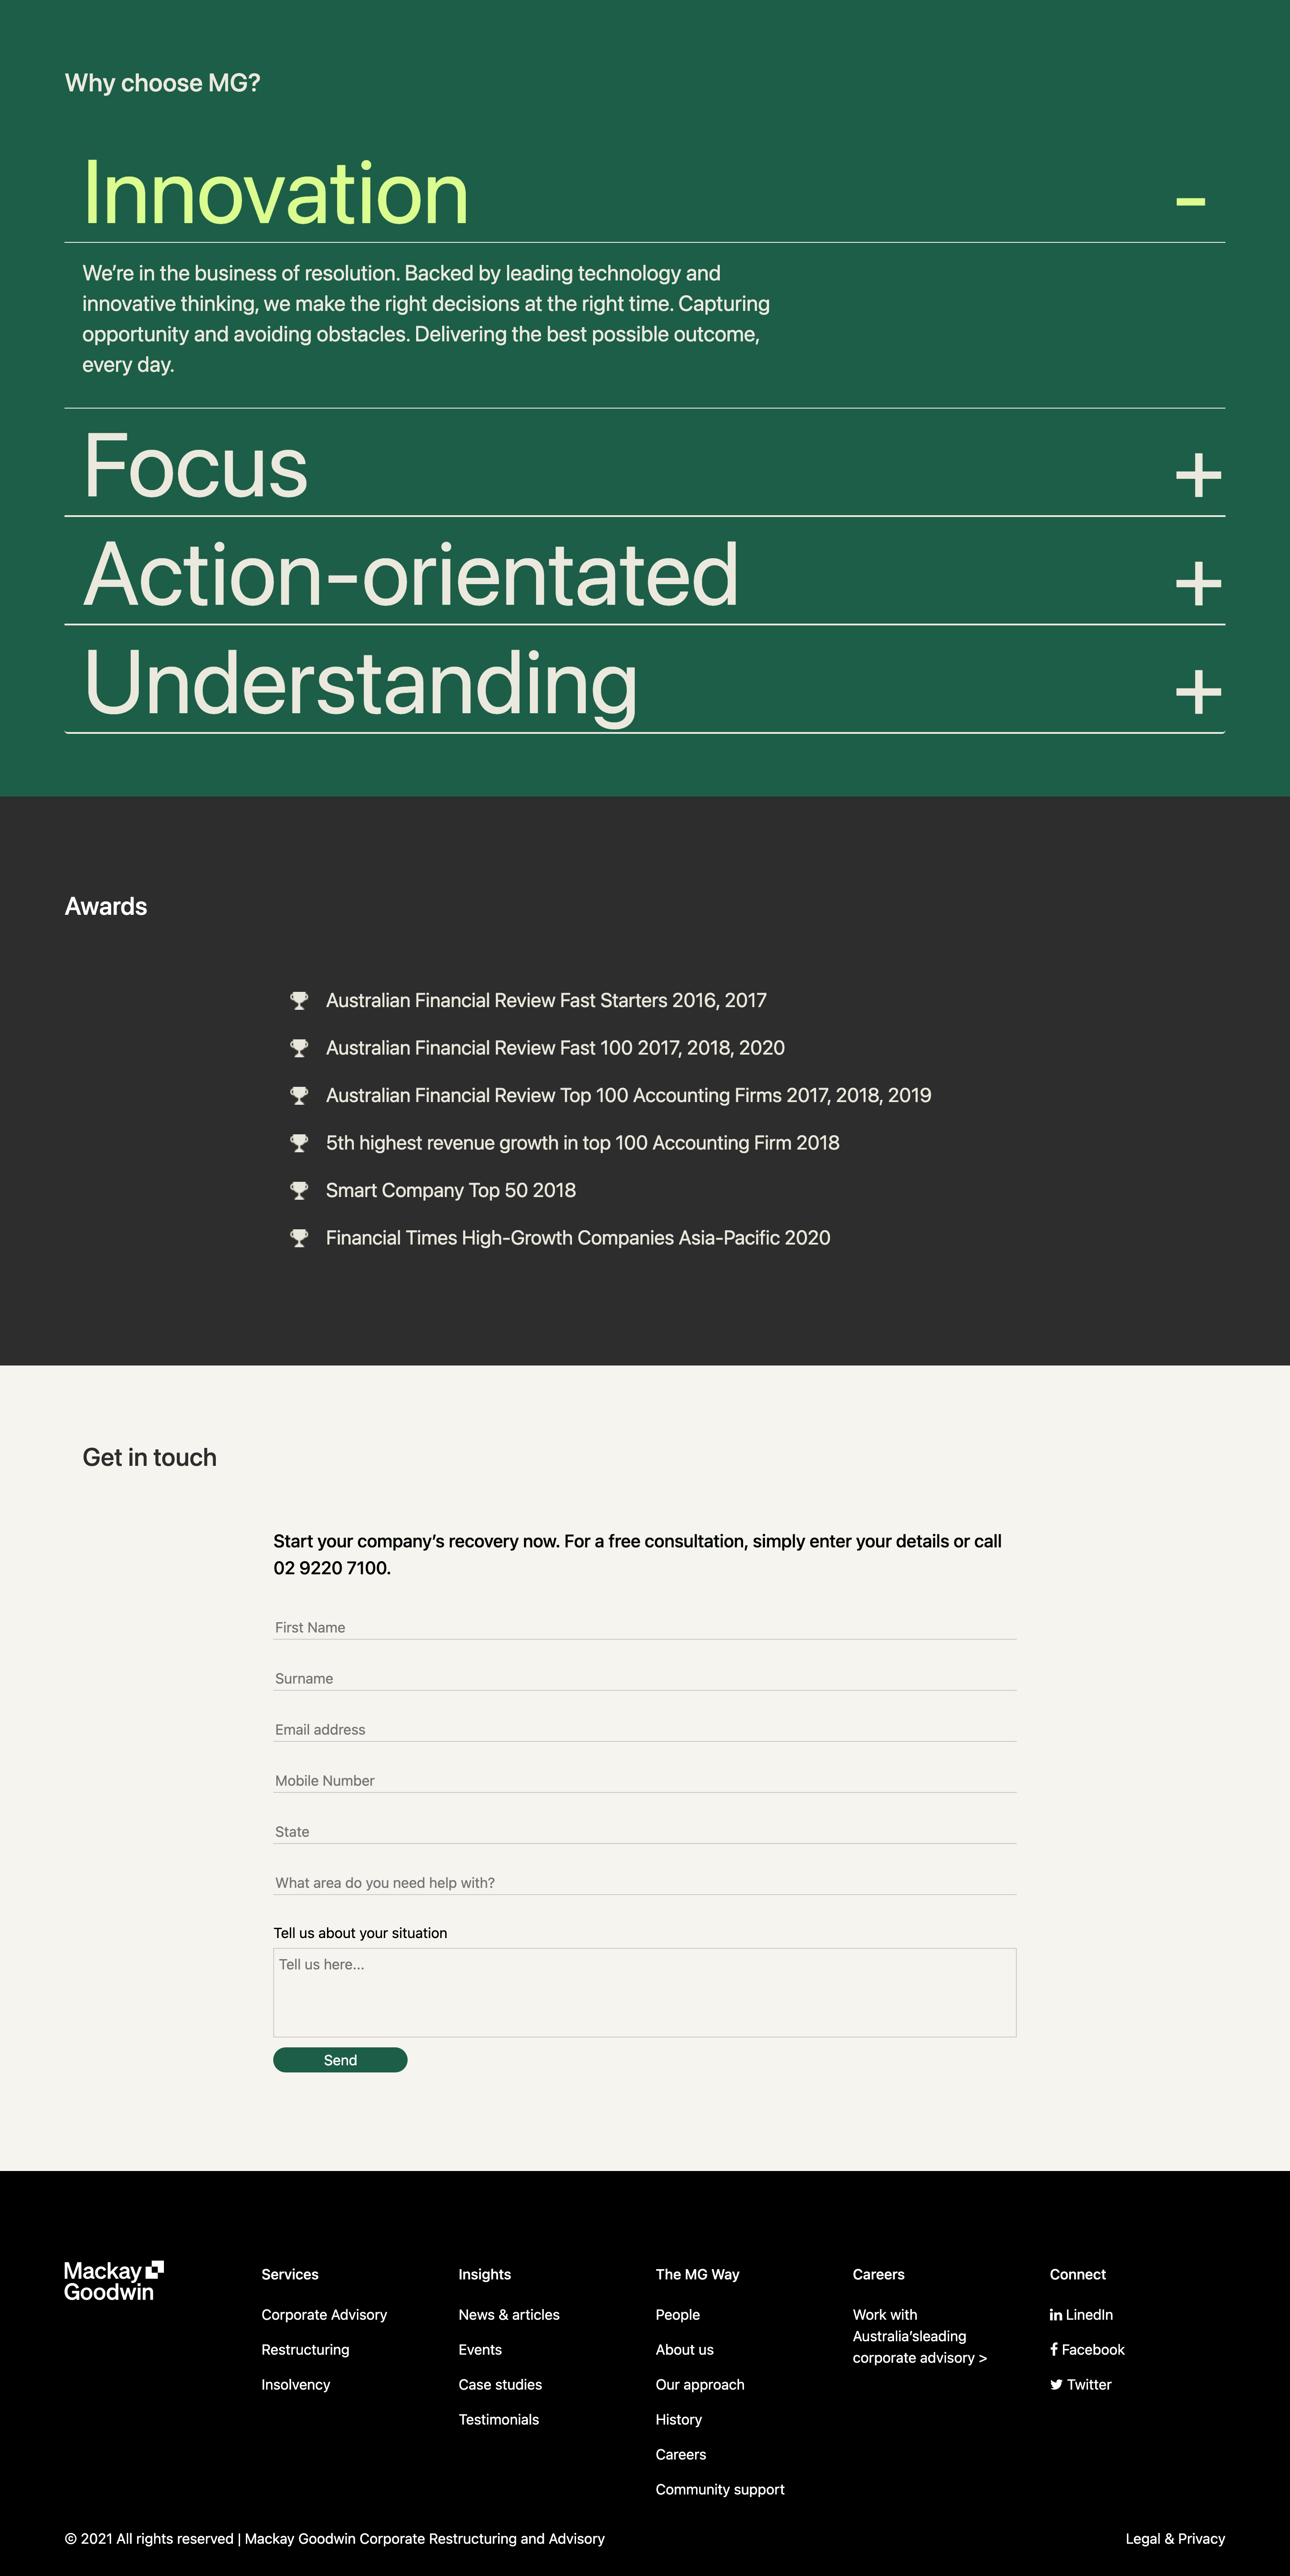 Why choose MG?
Innovation
-
We’re in the business of resolution. Backed by leading technology and
innovative thinking, we make the right decisions at the right time. Capturing
opportunity and avoiding obstacles. Delivering the best possible outcome,
every day.
Focus
+
Action-orientated
+
Understanding
+
Awards
Australian Financial Review Fast Starters 2016, 2017
Australian Financial Review Fast 100 2017, 2018, 2020
Australian Financial Review Top 100 Accounting Firms 2017, 2018, 2019
5th highest revenue growth in top 100 Accounting Firm 2018
Smart Company Top 50 2018
Financial Times High-Growth Companies Asia-Pacific 2020
Get in touch
Start your company’s recovery now. For a free consultation, simply enter your details or call
02 9220 7100.
First Name
Surname
Email address
Mobile Number
State
What area do you need help with?
Tell us about your situation
Tell us here...
Send
Mackay
Goodwin
Services
Corporate Advisory
Restructuring
Insolvency
Insights
News & articles
Events
Case studies
Testimonials
The MG Way
People
About us
Our approach
History
Careers
Community support
Careers
Work with
Australia’sleading
corporate advisory >
Connect
LinedIn
Facebook
Twitter
© 2021 All rights reserved | Mackay Goodwin Corporate Restructuring and Advisory
Legal & Privacy